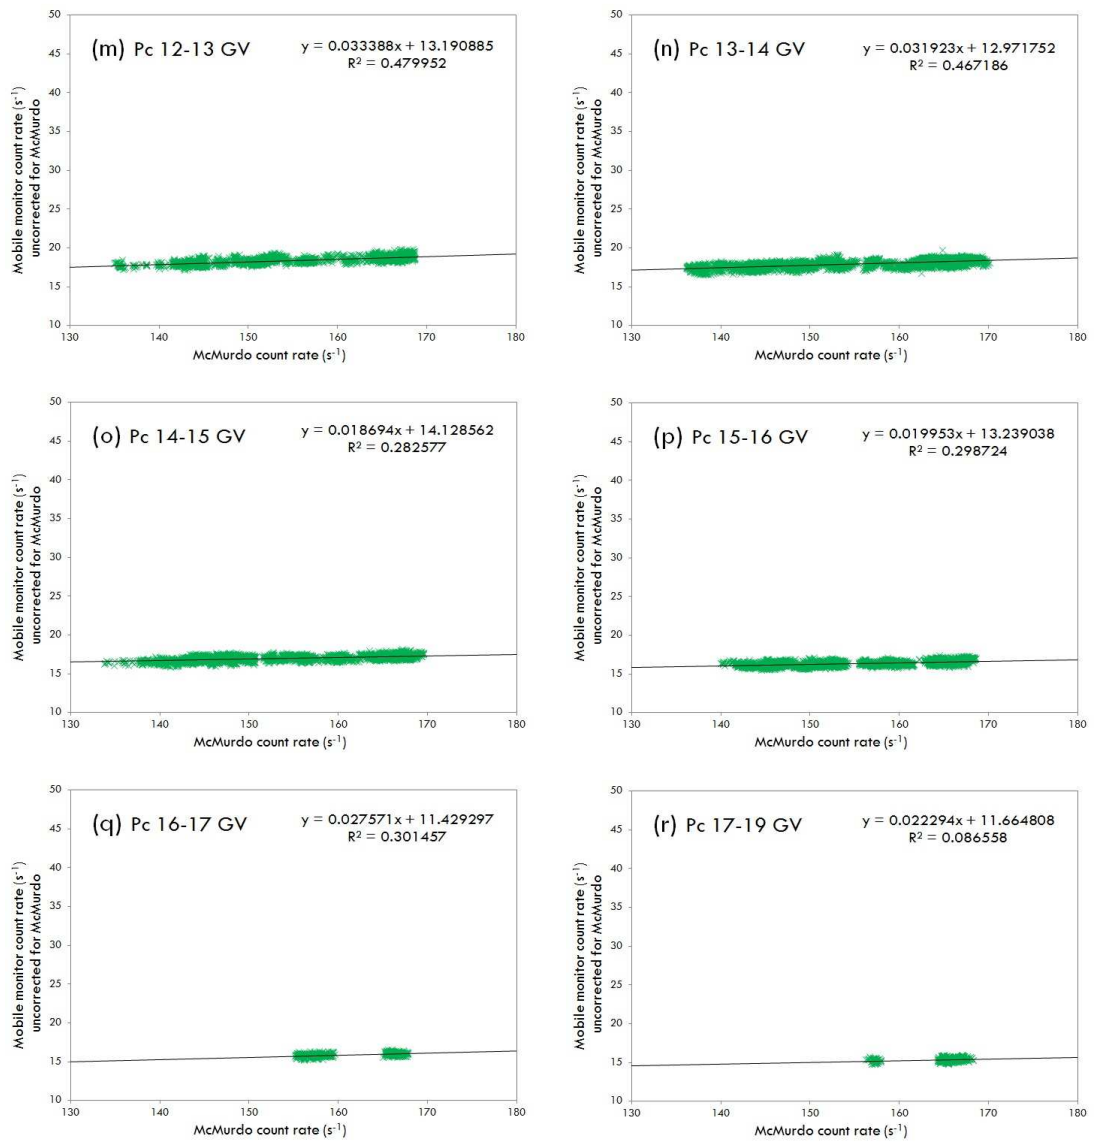 (m) Pc 12-13 GV
y = 0.033388x + 13.190885
R² = 0.479952
50
45
40
35
30
25
20
15
10
130 140 150 160 170 180
McMurdo count rate (s⁻¹)
Mobile monitor count rate (s⁻¹)
uncorrected for McMurdo
(n) Pc 13-14 GV
y = 0.031923x + 12.971752
R² = 0.467186
50
45
40
35
30
25
20
15
10
130 140 150 160 170 180
McMurdo count rate (s⁻¹)
Mobile monitor count rate (s⁻¹)
uncorrected for McMurdo
(o) Pc 14-15 GV
y = 0.018694x + 14.128562
R² = 0.282577
50
45
40
35
30
25
20
15
10
130 140 150 160 170 180
McMurdo count rate (s⁻¹)
Mobile monitor count rate (s⁻¹)
uncorrected for McMurdo
(p) Pc 15-16 GV
y = 0.019953x + 13.239038
R² = 0.298724
50
45
40
35
30
25
20
15
10
130 140 150 160 170 180
McMurdo count rate (s⁻¹)
Mobile monitor count rate (s⁻¹)
uncorrected for McMurdo
(q) Pc 16-17 GV
y = 0.027571x + 11.429297
R² = 0.301457
50
45
40
35
30
25
20
15
10
130 140 150 160 170 180
McMurdo count rate (s⁻¹)
Mobile monitor count rate (s⁻¹)
uncorrected for McMurdo
(r) Pc 17-19 GV
y = 0.022294x + 11.664808
R² = 0.086558
50
45
40
35
30
25
20
15
10
130 140 150 160 170 180
McMurdo count rate (s⁻¹)
Mobile monitor count rate (s⁻¹)
uncorrected for McMurdo